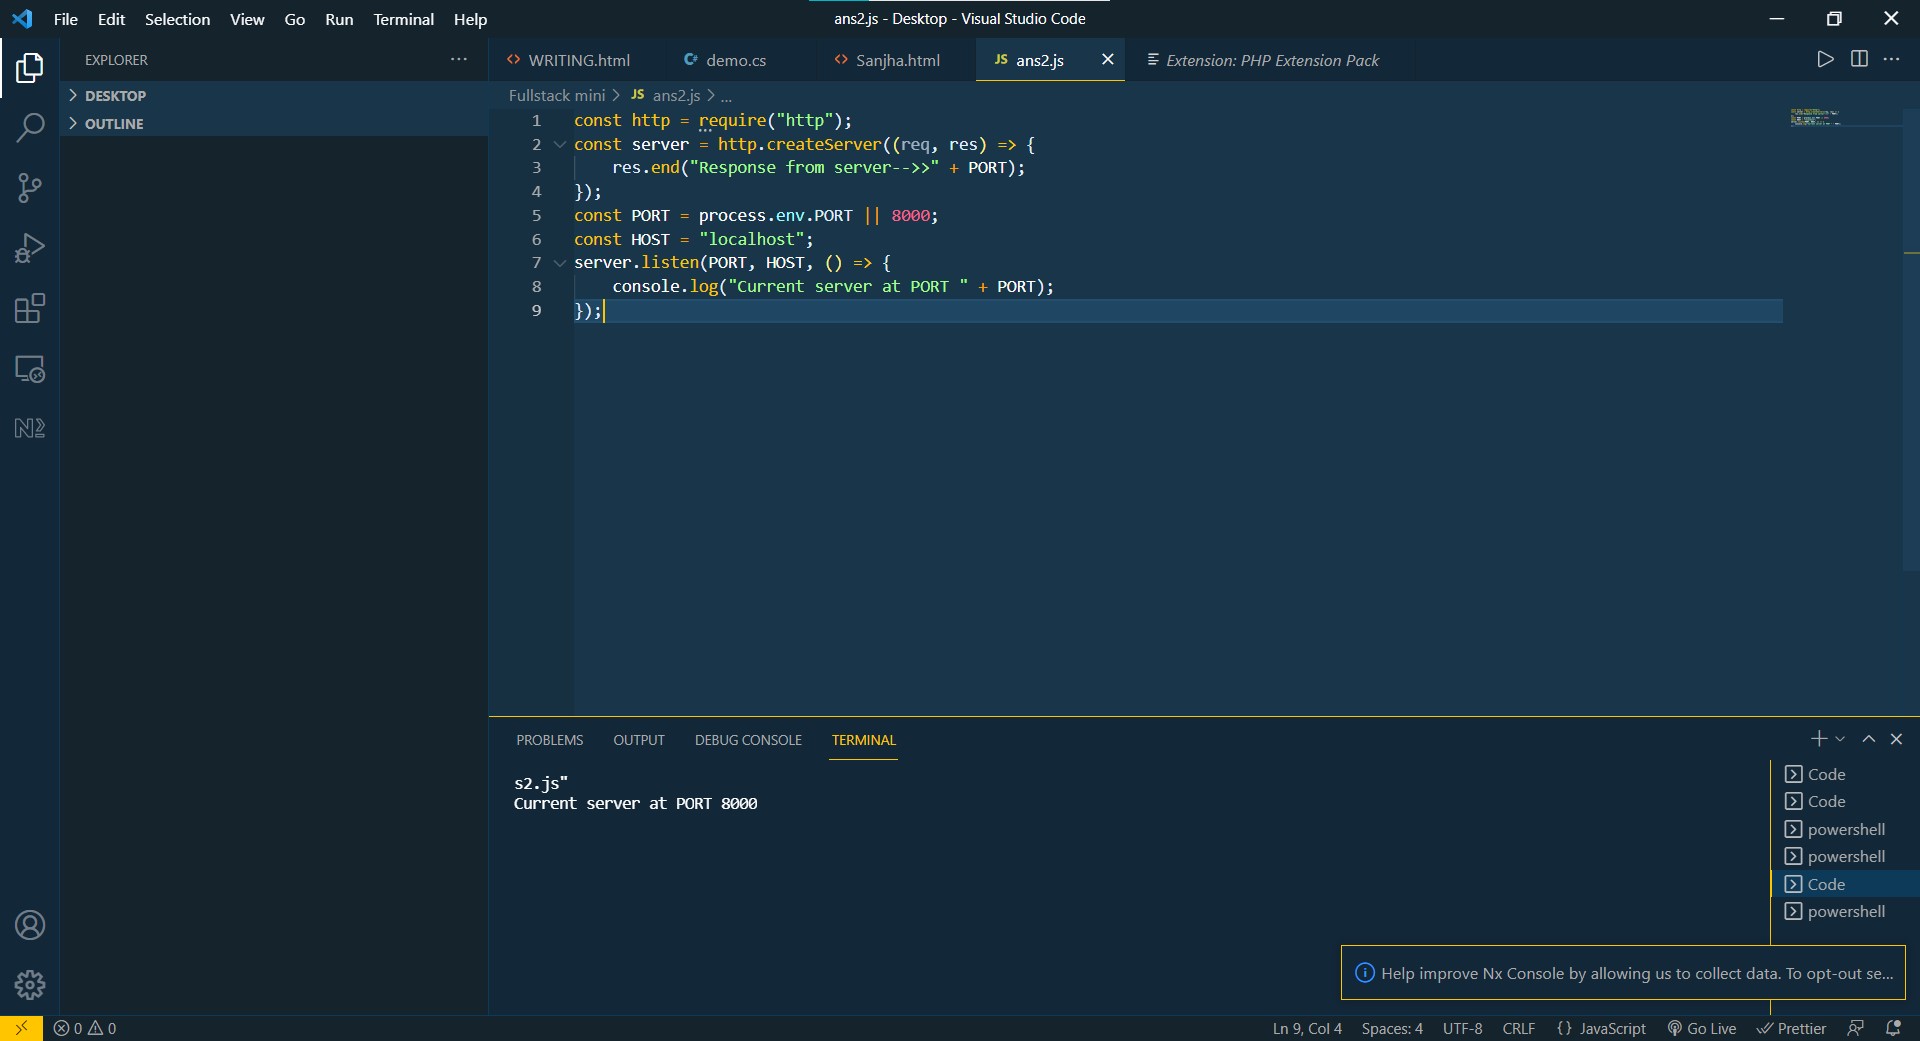 File Edit Selection View Go Run Terminal Help
ans2.js - Desktop - Visual Studio Code
EXPLORER
DESKTOP
OUTLINE
WRITING.html
demo.cs
Sanjha.html
JS ans2.js
Extension: PHP Extension Pack
Fullstack mini > JS ans2.js > ...
1 const http = require("http");
2 const server = http.createServer((req, res) => {
3     res.end("Response from server-->>" + PORT);
4 });
5 const PORT = process.env.PORT || 8000;
6 const HOST = "localhost";
7 server.listen(PORT, HOST, () => {
8     console.log("Current server at PORT " + PORT);
9 });
PROBLEMS OUTPUT DEBUG CONSOLE TERMINAL
s2.js"
Current server at PORT 8000
Code
Code
powershell
powershell
Code
powershell
Help improve Nx Console by allowing us to collect data. To opt-out se...
0 0
Ln 9, Col 4 Spaces: 4 UTF-8 CRLF {} JavaScript Go Live Prettier